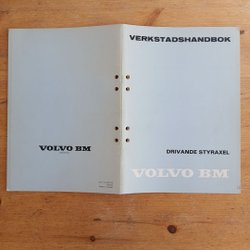 VERKSTADSHANDBOK
DRIVANDE STYRAXEL
VOLVO BM
VOLVO BM